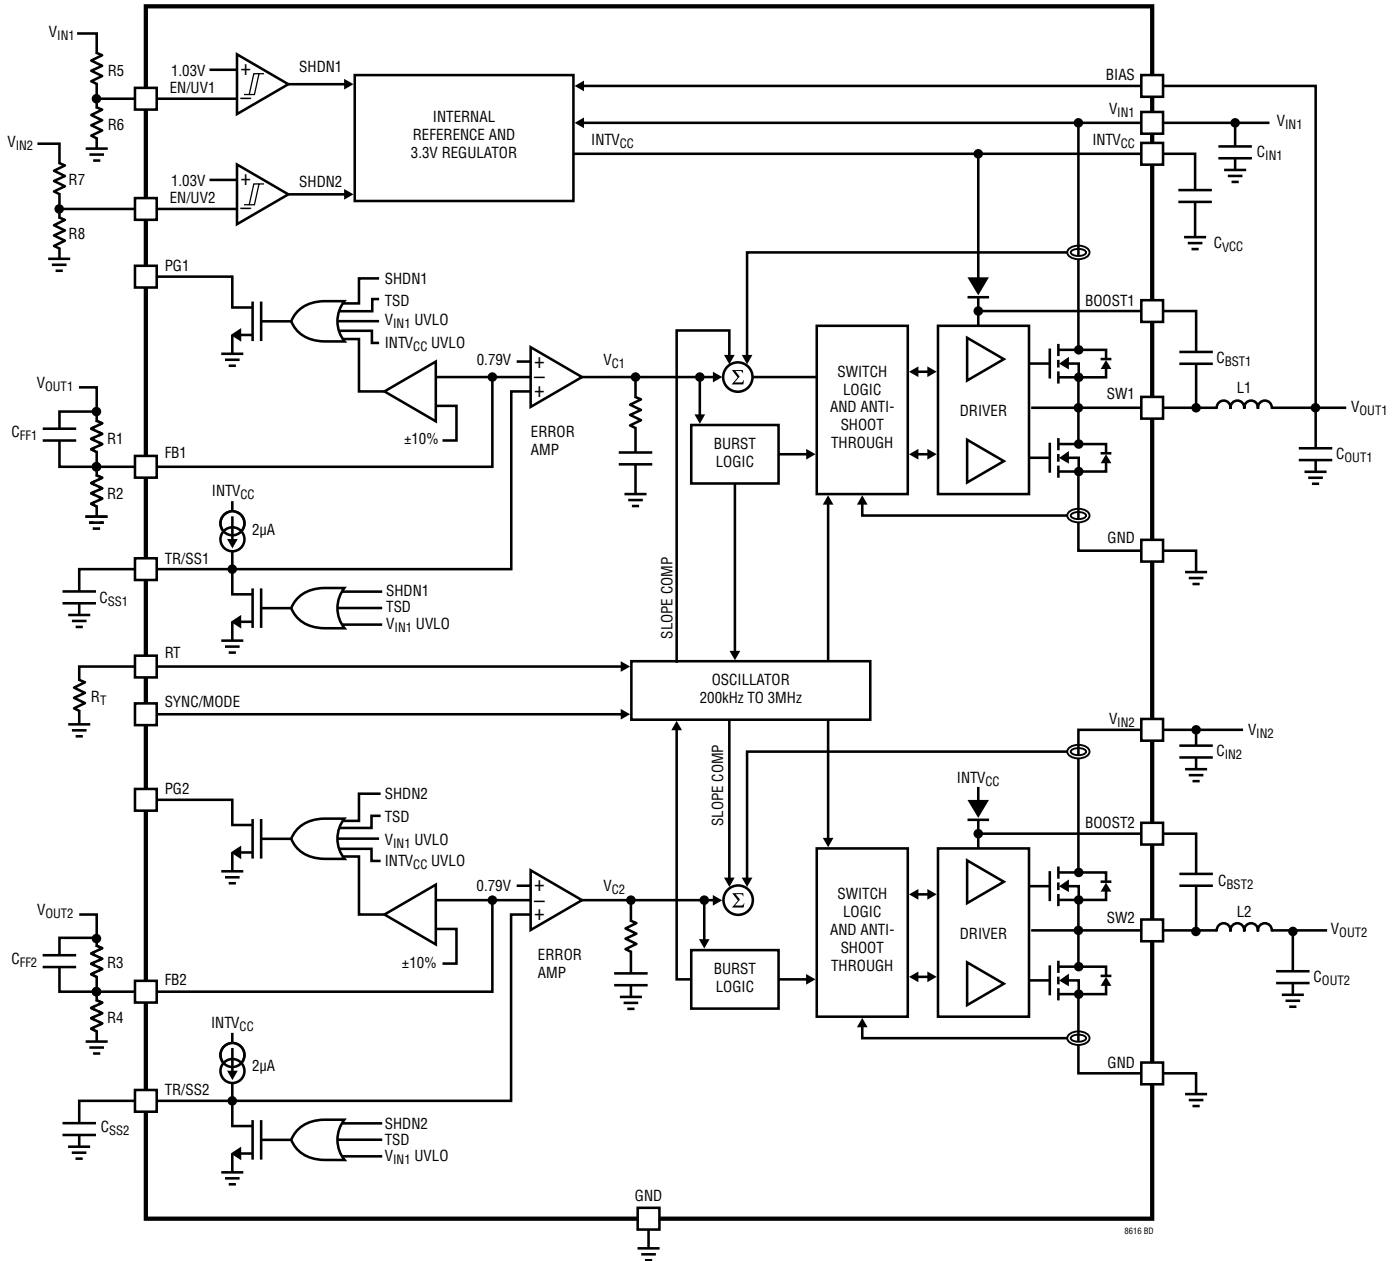 VIN1
R5
R6
1.03V
EN/UV1
SHDN1
VIN2
R7
R8
1.03V
EN/UV2
SHDN2
INTERNAL
REFERENCE AND
3.3V REGULATOR
BIAS
VIN1
INTVCC
INTVCC
VIN1
CIN1
CVCC
PG1
SHDN1
TSD
VIN1 UVLO
INTVCC UVLO
0.79V
±10%
ERROR
AMP
VC1
Σ
BURST
LOGIC
SWITCH
LOGIC
AND ANTI-
SHOOT
THROUGH
DRIVER
BOOST1
CBST1
SW1
L1
VOUT1
COUT1
GND
VOUT1
CFF1
R1
R2
FB1
INTVCC
2µA
TR/SS1
CSS1
SHDN1
TSD
VIN1 UVLO
SLOPE COMP
RT
RT
SYNC/MODE
OSCILLATOR
200kHz TO 3MHz
SLOPE COMP
VIN2
VIN2
CIN2
PG2
SHDN2
TSD
VIN1 UVLO
INTVCC UVLO
0.79V
±10%
ERROR
AMP
VC2
Σ
BURST
LOGIC
SWITCH
LOGIC
AND ANTI-
SHOOT
THROUGH
INTVCC
DRIVER
BOOST2
CBST2
SW2
L2
VOUT2
COUT2
GND
VOUT2
CFF2
R3
R4
FB2
INTVCC
2µA
TR/SS2
CSS2
SHDN2
TSD
VIN1 UVLO
GND
8616 BD